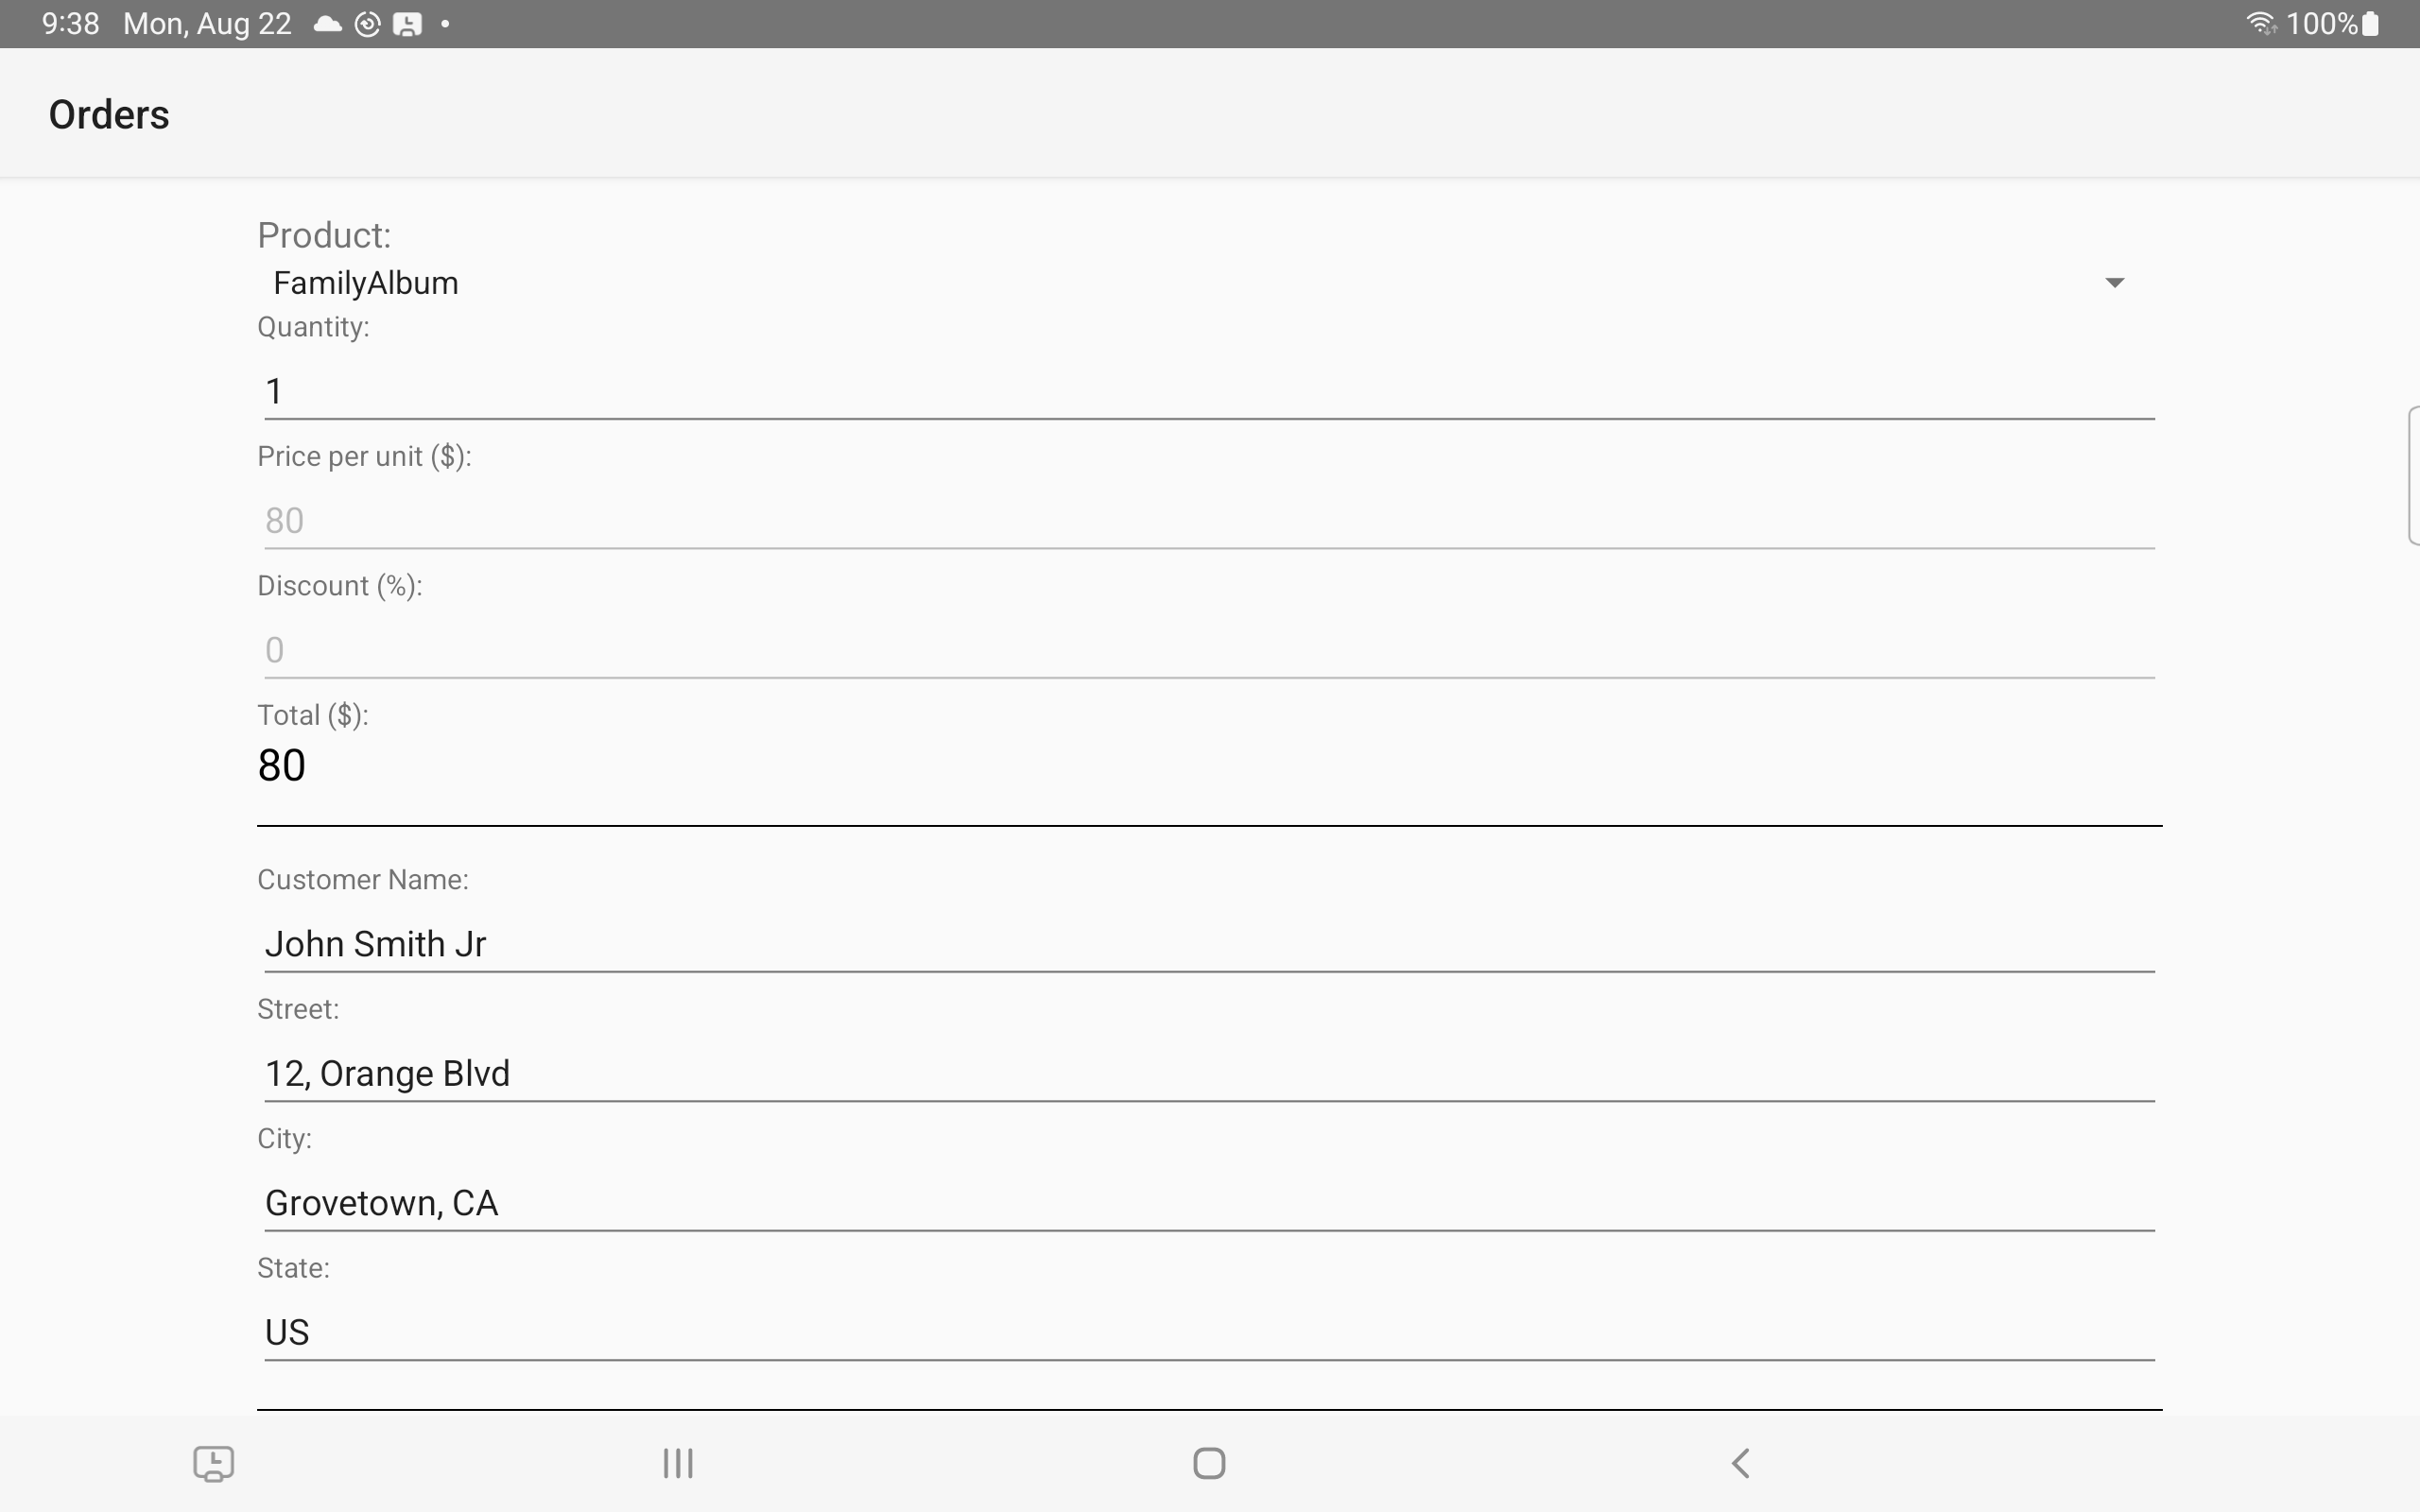 9:38 Mon, Aug 22 100%
Orders
Product:
FamilyAlbum
Quantity:
1
Price per unit ($):
80
Discount (%):
0
Total ($):
80
Customer Name:
John Smith Jr
Street:
12, Orange Blvd
City:
Grovetown, CA
State:
US